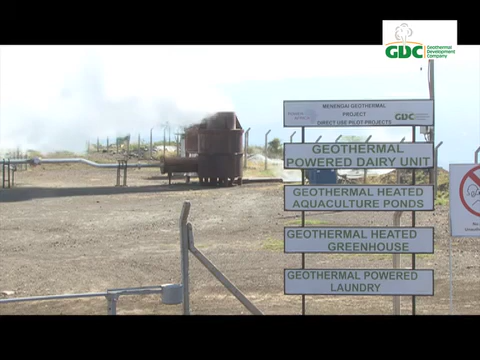 GDC Geothermal
Development
Company
MENENGAI GEOTHERMAL
PROJECT
GDC
DIRECT USE PILOT PROJECTS
GEOTHERMAL
POWERED DAIRY UNIT
GEOTHERMAL HEATED
AQUACULTURE PONDS
GEOTHERMAL HEATED
GREENHOUSE
GEOTHERMAL POWERED
LAUNDRY